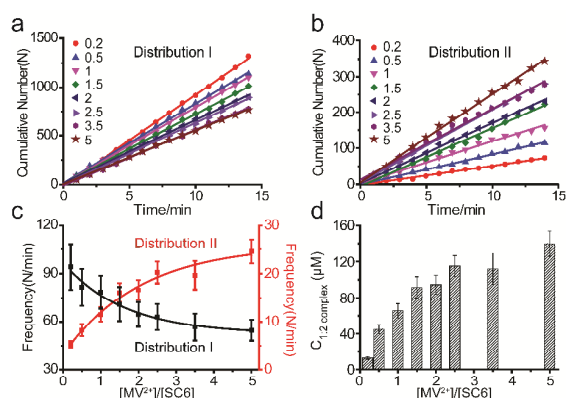 a
Distribution I
0.2
0.5
1
1.5
2
2.5
3.5
5
Cumulative Number(N)
1500
1000
500
0
0 5 10 15
Time/min
b
Distribution II
0.2
0.5
1
1.5
2
2.5
3.5
5
Cumulative Number(N)
400
300
200
100
0
0 5 10 15
Time/min
c
Distribution II
Distribution I
Frecuency(N/min)
120
90
60
30
Frequency(N/min)
30
20
10
0
0 1 2 3 4 5
[MV²⁺]/[SC6]
d
C1:2 complex (μM)
160
120
80
40
0
0 1 2 3 4 5
[MV²⁺]/[SC6]